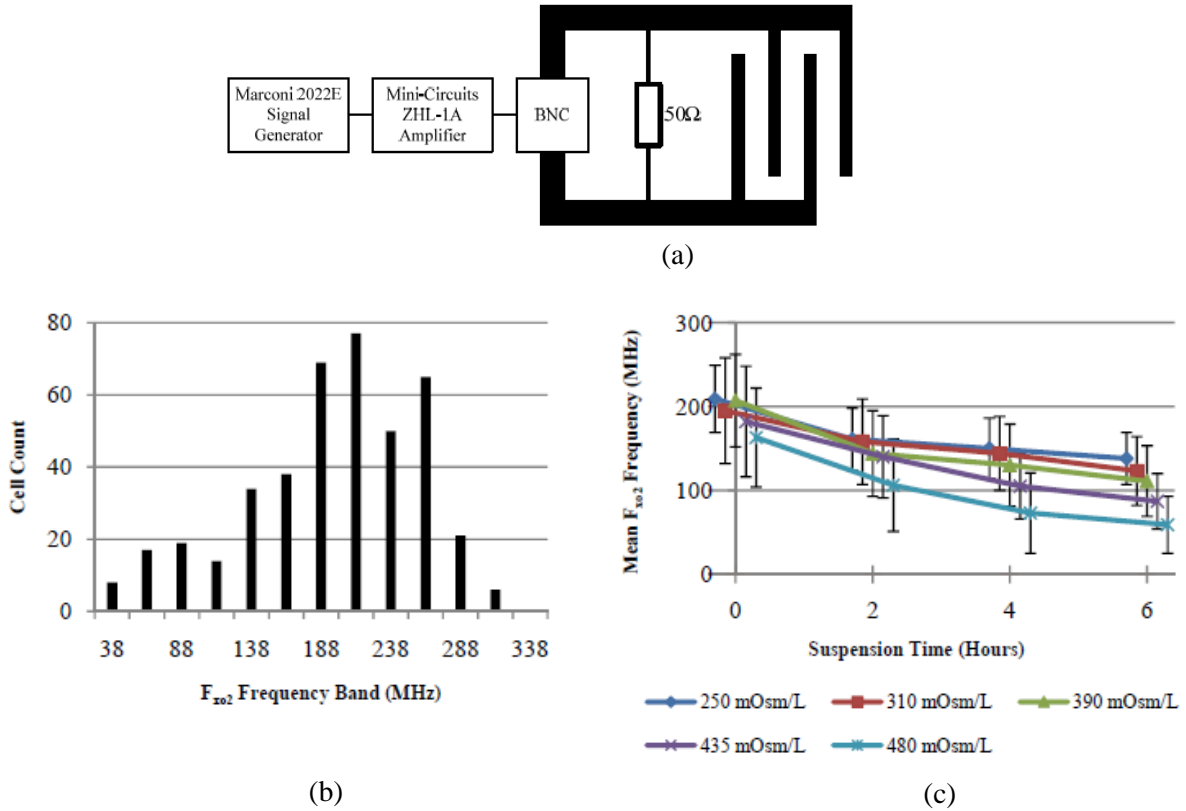 Marconi 2022E
Signal
Generator
Mini-Circuits
ZHL-1A
Amplifier
BNC
50Ω
(a)
80
60
40
20
0
Cell Count
38 88 138 188 238 288 338
Fxo2 Frequency Band (MHz)
(b)
300
200
100
0
Mean Fxo2 Frequency (MHz)
0 2 4 6
Suspension Time (Hours)
250 mOsm/L 310 mOsm/L 390 mOsm/L
435 mOsm/L 480 mOsm/L
(c)